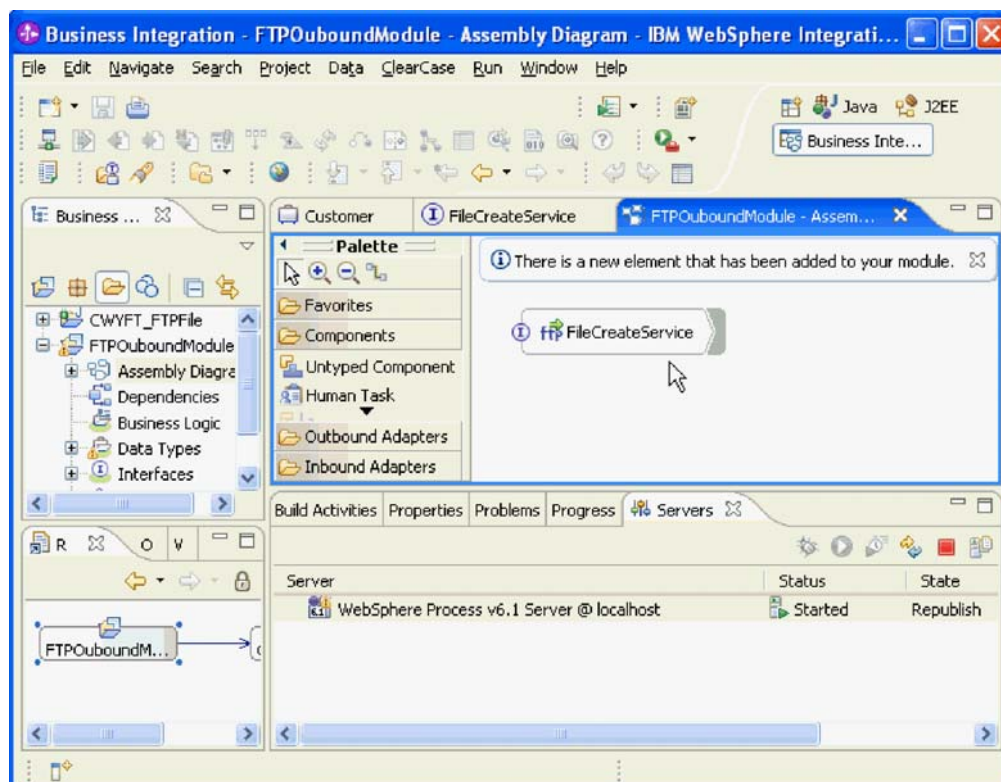 Business Integration - FTPOuboundModule - Assembly Diagram - IBM WebSphere Integrati...
File Edit Navigate Search Project Data ClearCase Run Window Help
Java J2EE
Business Inte...
Business ...
Customer FileCreateService FTPOuboundModule - Assem...
Palette
There is a new element that has been added to your module.
Favorites
Components
Untyped Component
Human Task
Outbound Adapters
Inbound Adapters
FileCreateService
CWYFT_FTPFile
FTPOuboundModule
Assembly Diagra
Dependencies
Business Logic
Data Types
Interfaces
Build Activities Properties Problems Progress Servers
R O V
Server Status State
WebSphere Process v6.1 Server @ localhost Started Republish
FTPOuboundM...